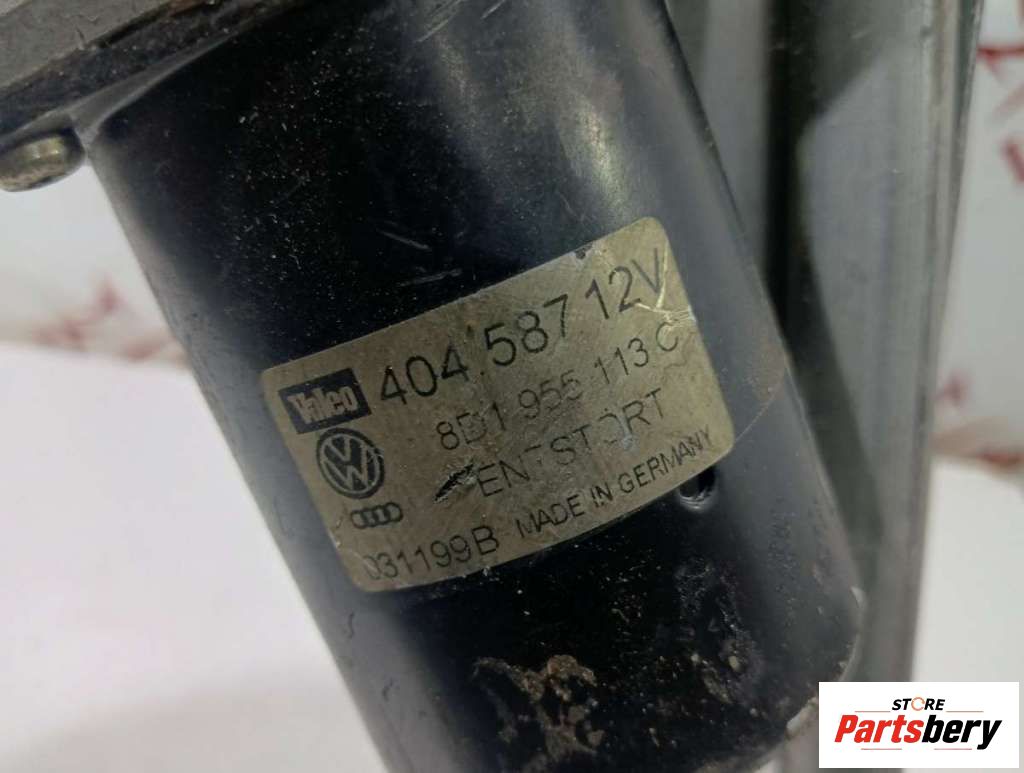 Valeo 404.587 12V
8D1 955 113 C
ENTSTÖRT
031199B MADE IN GERMANY
STORE
Partsbery